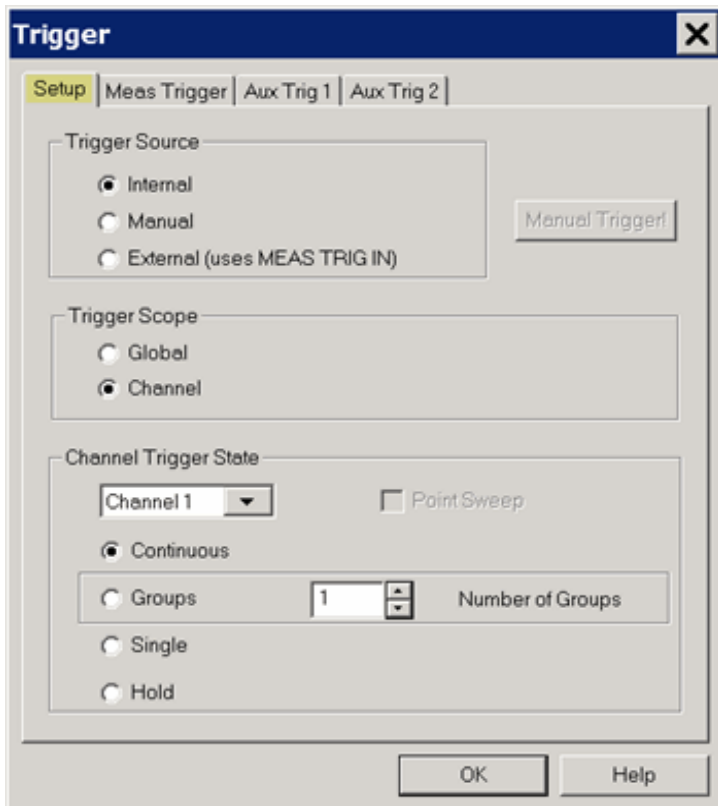 Trigger
Setup Meas Trigger Aux Trig 1 Aux Trig 2
Trigger Source
Internal
Manual
Manual Trigger!
External (uses MEAS TRIG IN)
Trigger Scope
Global
Channel
Channel Trigger State
Channel 1 Point Sweep
Continuous
Groups 1 Number of Groups
Single
Hold
OK Help